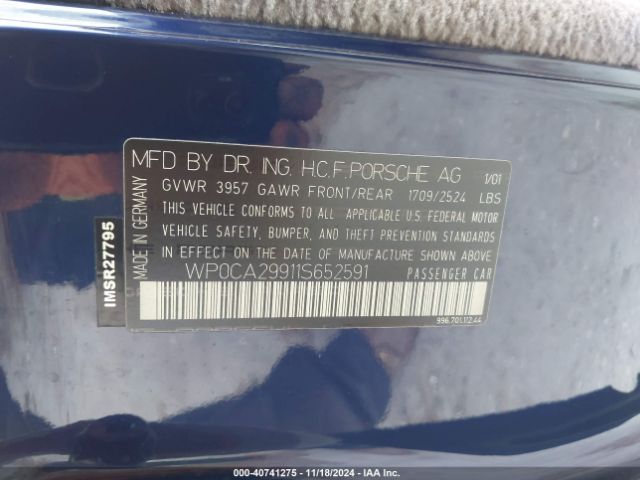 MFD BY DR. ING. H.C.F. PORSCHE AG 1/01
GVWR 3957 GAWR FRONT/REAR 1709/2524 LBS
THIS VEHICLE CONFORMS TO ALL APPLICABLE U.S. FEDERAL MOTOR
VEHICLE SAFETY, BUMPER, AND THEFT PREVENTION STANDARDS
IN EFFECT ON THE DATE OF MANUFACTURE SHOWN ABOVE.
WP0CA29911S652591 PASSENGER CAR
996.701.112.44
MADE IN GERMANY
IMSR27795
© - 40741275 - 11/18/2024 - IAA Inc.